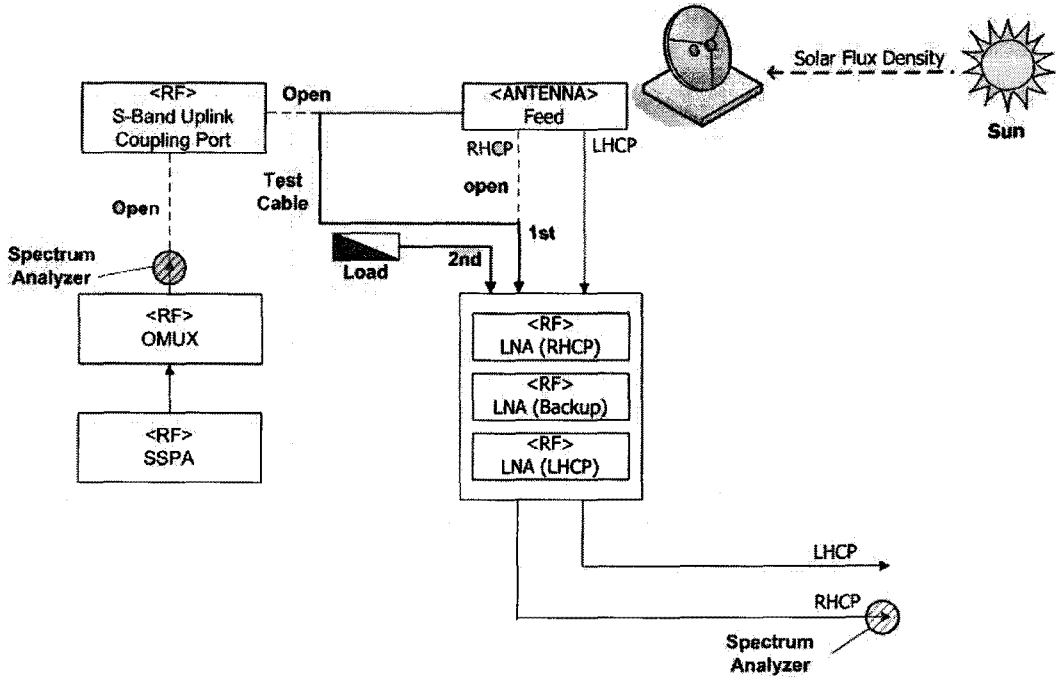 Solar Flux Density
Sun
<RF>
S-Band Uplink
Coupling Port
Open
<ANTENNA>
Feed
RHCP
LHCP
open
Test
Cable
Open
1st
2nd
Load
Spectrum
Analyzer
<RF>
OMUX
<RF>
SSPA
<RF>
LNA (RHCP)
<RF>
LNA (Backup)
<RF>
LNA (LHCP)
LHCP
RHCP
Spectrum
Analyzer